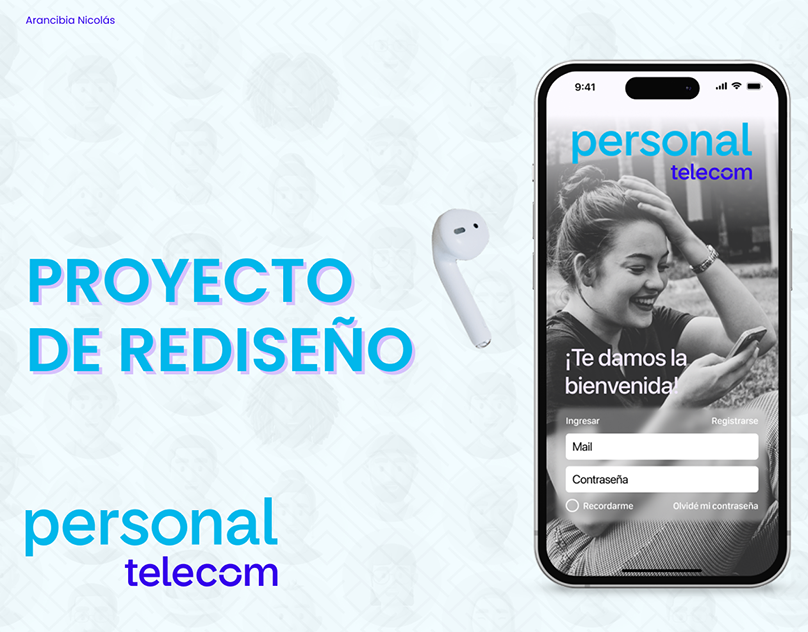 Arancibia Nicolás
PROYECTO
DE REDISEÑO
personal
telecom
9:41
personal
telecom
¡Te damos la
bienvenida!
Ingresar Registrarse
Mail
Contraseña
Recordarme Olvidé mi contraseña